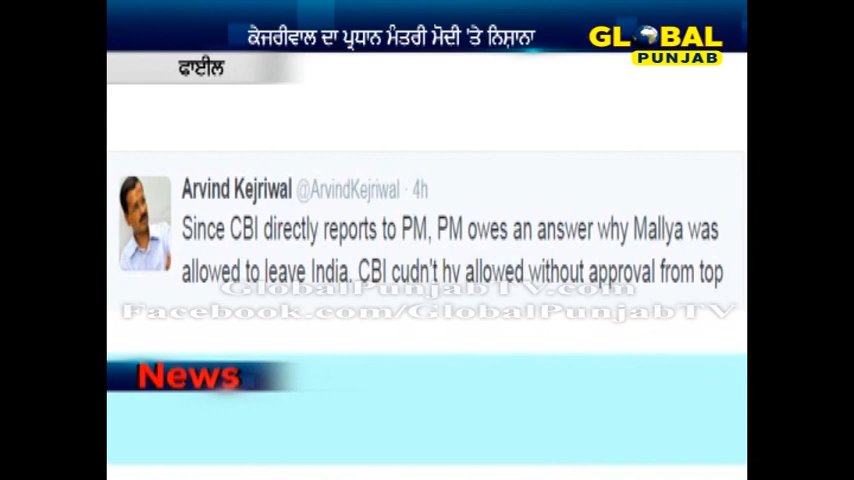 ਕੇਜਰੀਵਾਲ ਦਾ ਪ੍ਰਧਾਨ ਮੰਤਰੀ ਮੋਦੀ 'ਤੇ ਨਿਸ਼ਾਨਾ
GLOBAL
PUNJAB
ਫਾਈਲ
Arvind Kejriwal @ArvindKejriwal · 4h
Since CBI directly reports to PM, PM owes an answer why Mallya was
allowed to leave India. CBI cudn't hv allowed without approval from top
GlobalPunjabTV.com
Facebook.com/GlobalPunjabTV
News